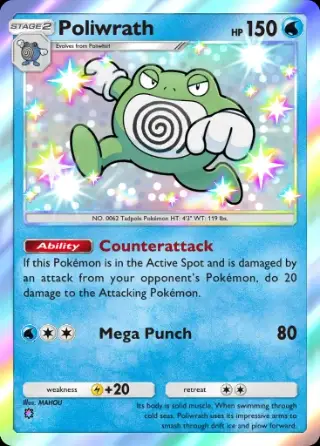 STAGE 2 Poliwrath HP 150
Evolves from Poliwhirl
NO. 0062 Tadpole Pokémon HT: 4'3" WT: 119 lbs.
Ability Counterattack
If this Pokémon is in the Active Spot and is damaged by
an attack from your opponent's Pokémon, do 20
damage to the Attacking Pokémon.
Mega Punch 80
weakness +20 retreat
Illus. MAHOU
Its body is solid muscle. When swimming through
cold seas, Poliwrath uses its impressive arms to
smash through drift ice and plow forward.